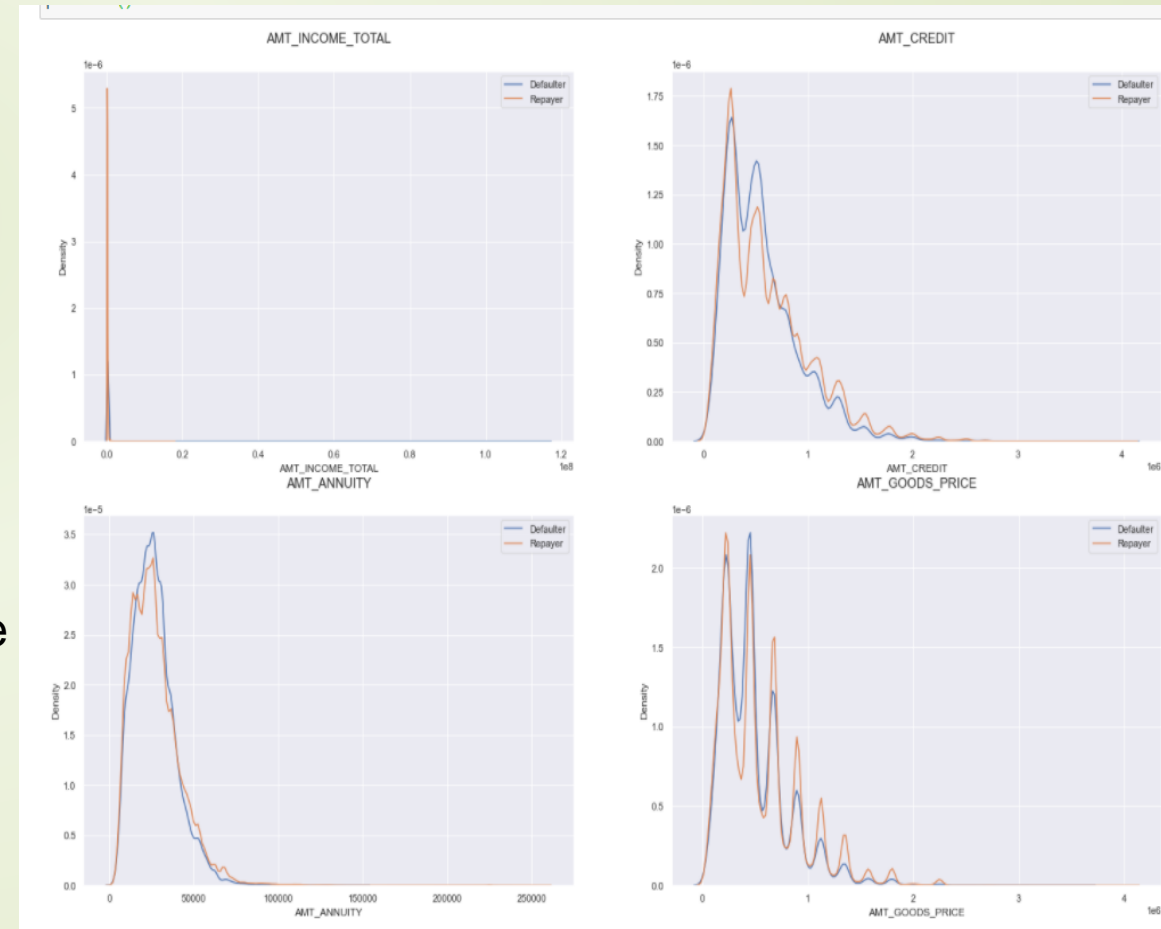 AMT_INCOME_TOTAL
1e−6
Defaulter
Repayer
5
4
3
2
1
0
Density
0.0 0.2 0.4 0.6 0.8 1.0 1.2
1e8
AMT_INCOME_TOTAL
AMT_CREDIT
1e−6
Defaulter
Repayer
1.75
1.50
1.25
1.00
0.75
0.50
0.25
0.00
Density
0 1 2 3 4
1e6
AMT_CREDIT
AMT_ANNUITY
1e−5
Defaulter
Repayer
3.5
3.0
2.5
2.0
1.5
1.0
0.5
0.0
Density
0 50000 100000 150000 200000 250000
AMT_ANNUITY
AMT_GOODS_PRICE
1e−6
Defaulter
Repayer
2.0
1.5
1.0
0.5
0.0
Density
0 1 2 3 4
1e6
AMT_GOODS_PRICE
e